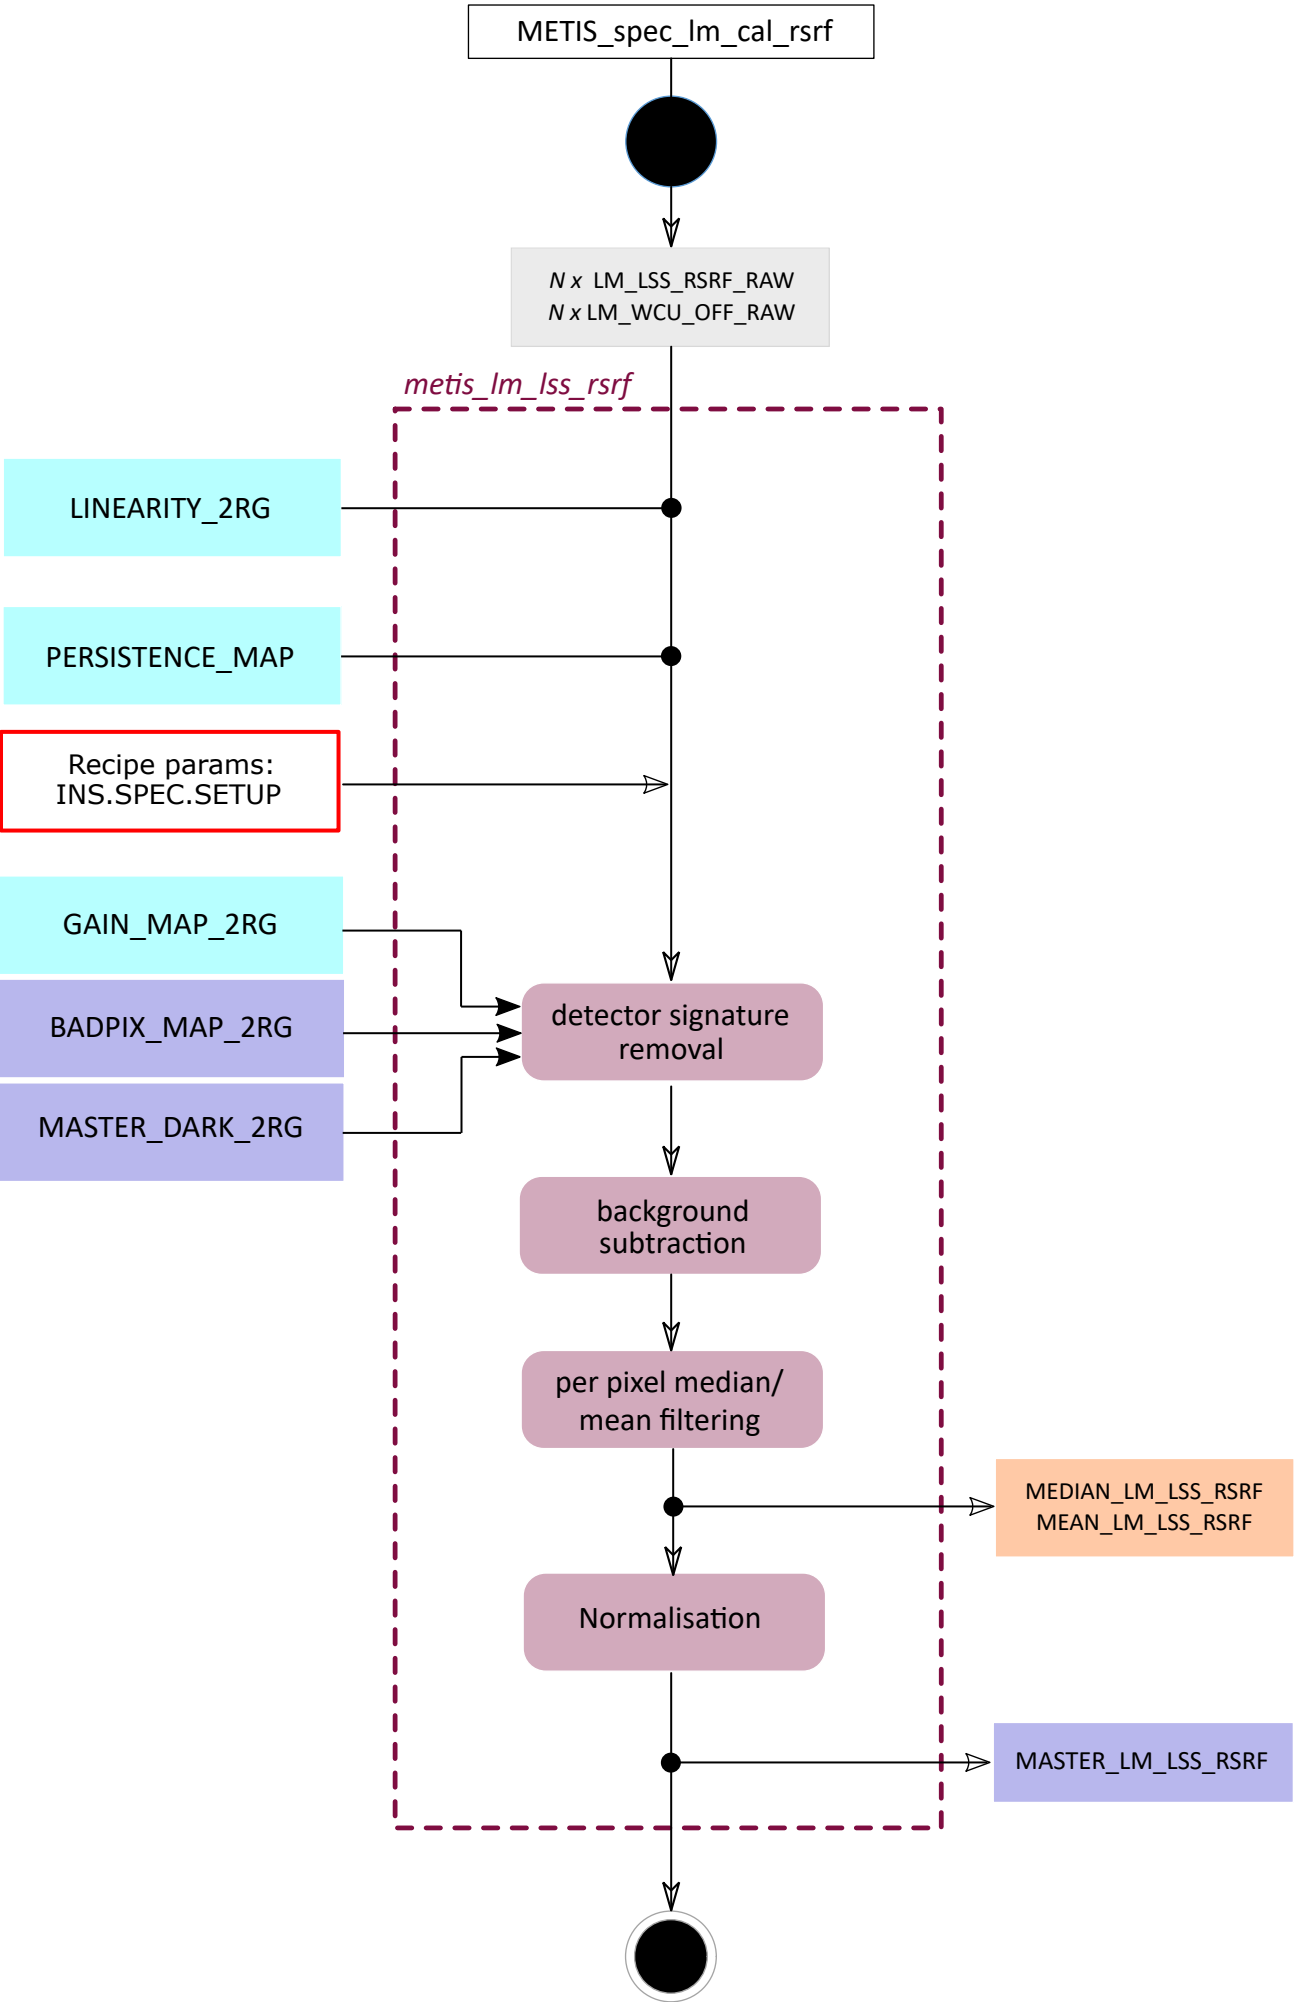 METIS_spec_lm_cal_rsrf
N x LM_LSS_RSRF_RAW
N x LM_WCU_OFF_RAW
metis_lm_lss_rsrf
LINEARITY_2RG
PERSISTENCE_MAP
Recipe params:
INS.SPEC.SETUP
GAIN_MAP_2RG
BADPIX_MAP_2RG
MASTER_DARK_2RG
detector signature
removal
background
subtraction
per pixel median/
mean filtering
MEDIAN_LM_LSS_RSRF
MEAN_LM_LSS_RSRF
Normalisation
MASTER_LM_LSS_RSRF